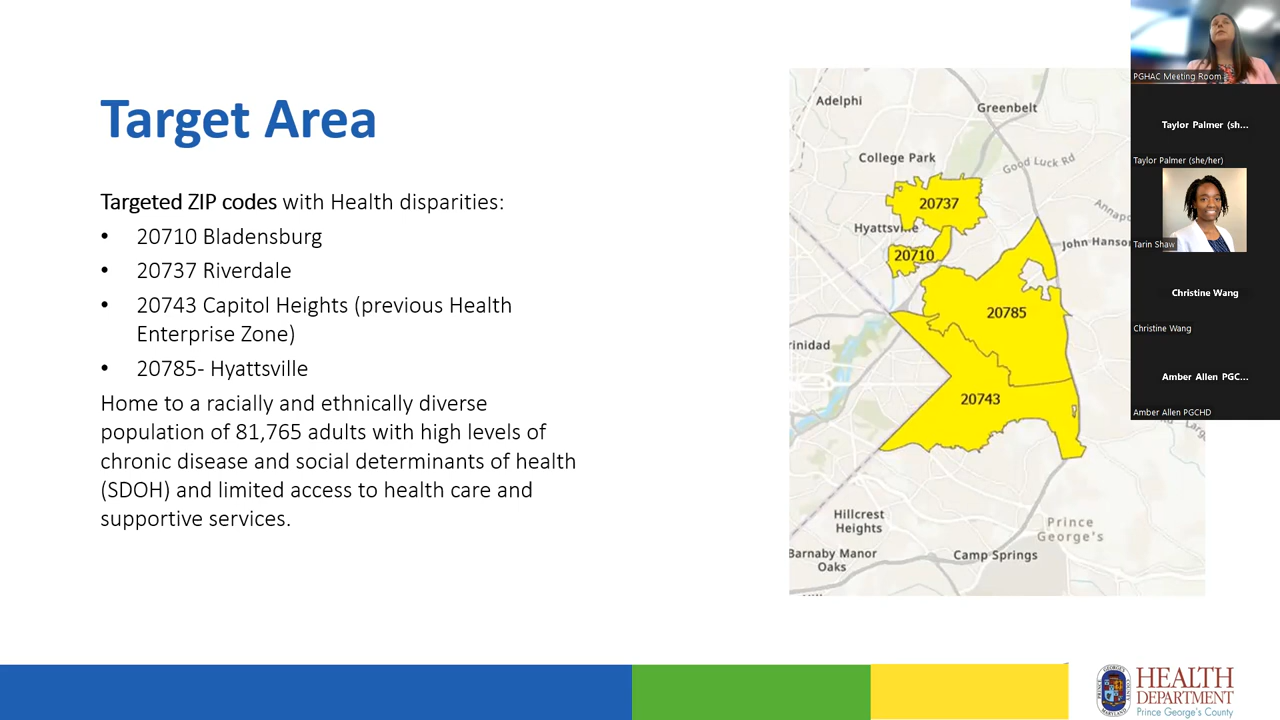 Target Area
Targeted ZIP codes with Health disparities:
• 20710 Bladensburg
• 20737 Riverdale
• 20743 Capitol Heights (previous Health
Enterprise Zone)
• 20785- Hyattsville
Home to a racially and ethnically diverse
population of 81,765 adults with high levels of
chronic disease and social determinants of health
(SDOH) and limited access to health care and
supportive services.
Adelphi
Greenbelt
College Park
Good Luck Rd
20737
Hyattsville
John Hanson
20710
20785
rinidad
20743
Hillcrest
Heights
Prince
George's
Barnaby Manor
Oaks
Camp Springs
PGHAC Meeting Room
Taylor Palmer (sh...
Taylor Palmer (she/her)
Tarin Shaw
Christine Wang
Christine Wang
Amber Allen PGC...
Amber Allen PGCHD
HEALTH
DEPARTMENT
Prince George's County